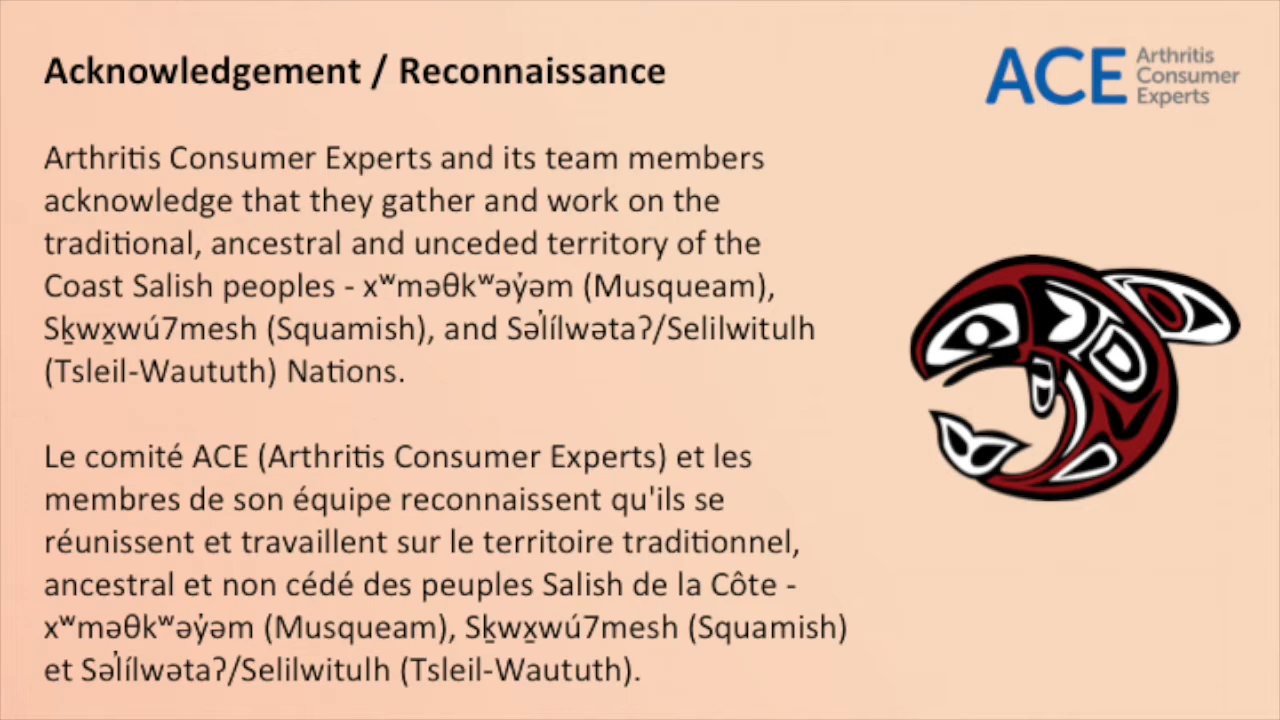 Acknowledgement / Reconnaissance
ACE Arthritis
Consumer
Experts
Arthritis Consumer Experts and its team members
acknowledge that they gather and work on the
traditional, ancestral and unceded territory of the
Coast Salish peoples - xʷməθkʷəy̓əm (Musqueam),
Sḵwx̱wú7mesh (Squamish), and Səl̓ílwətaʔ/Selilwitulh
(Tsleil-Waututh) Nations.
Le comité ACE (Arthritis Consumer Experts) et les
membres de son équipe reconnaissent qu'ils se
réunissent et travaillent sur le territoire traditionnel,
ancestral et non cédé des peuples Salish de la Côte -
xʷməθkʷəy̓əm (Musqueam), Sḵwx̱wú7mesh (Squamish)
et Səl̓ílwətaʔ/Selilwitulh (Tsleil-Waututh).